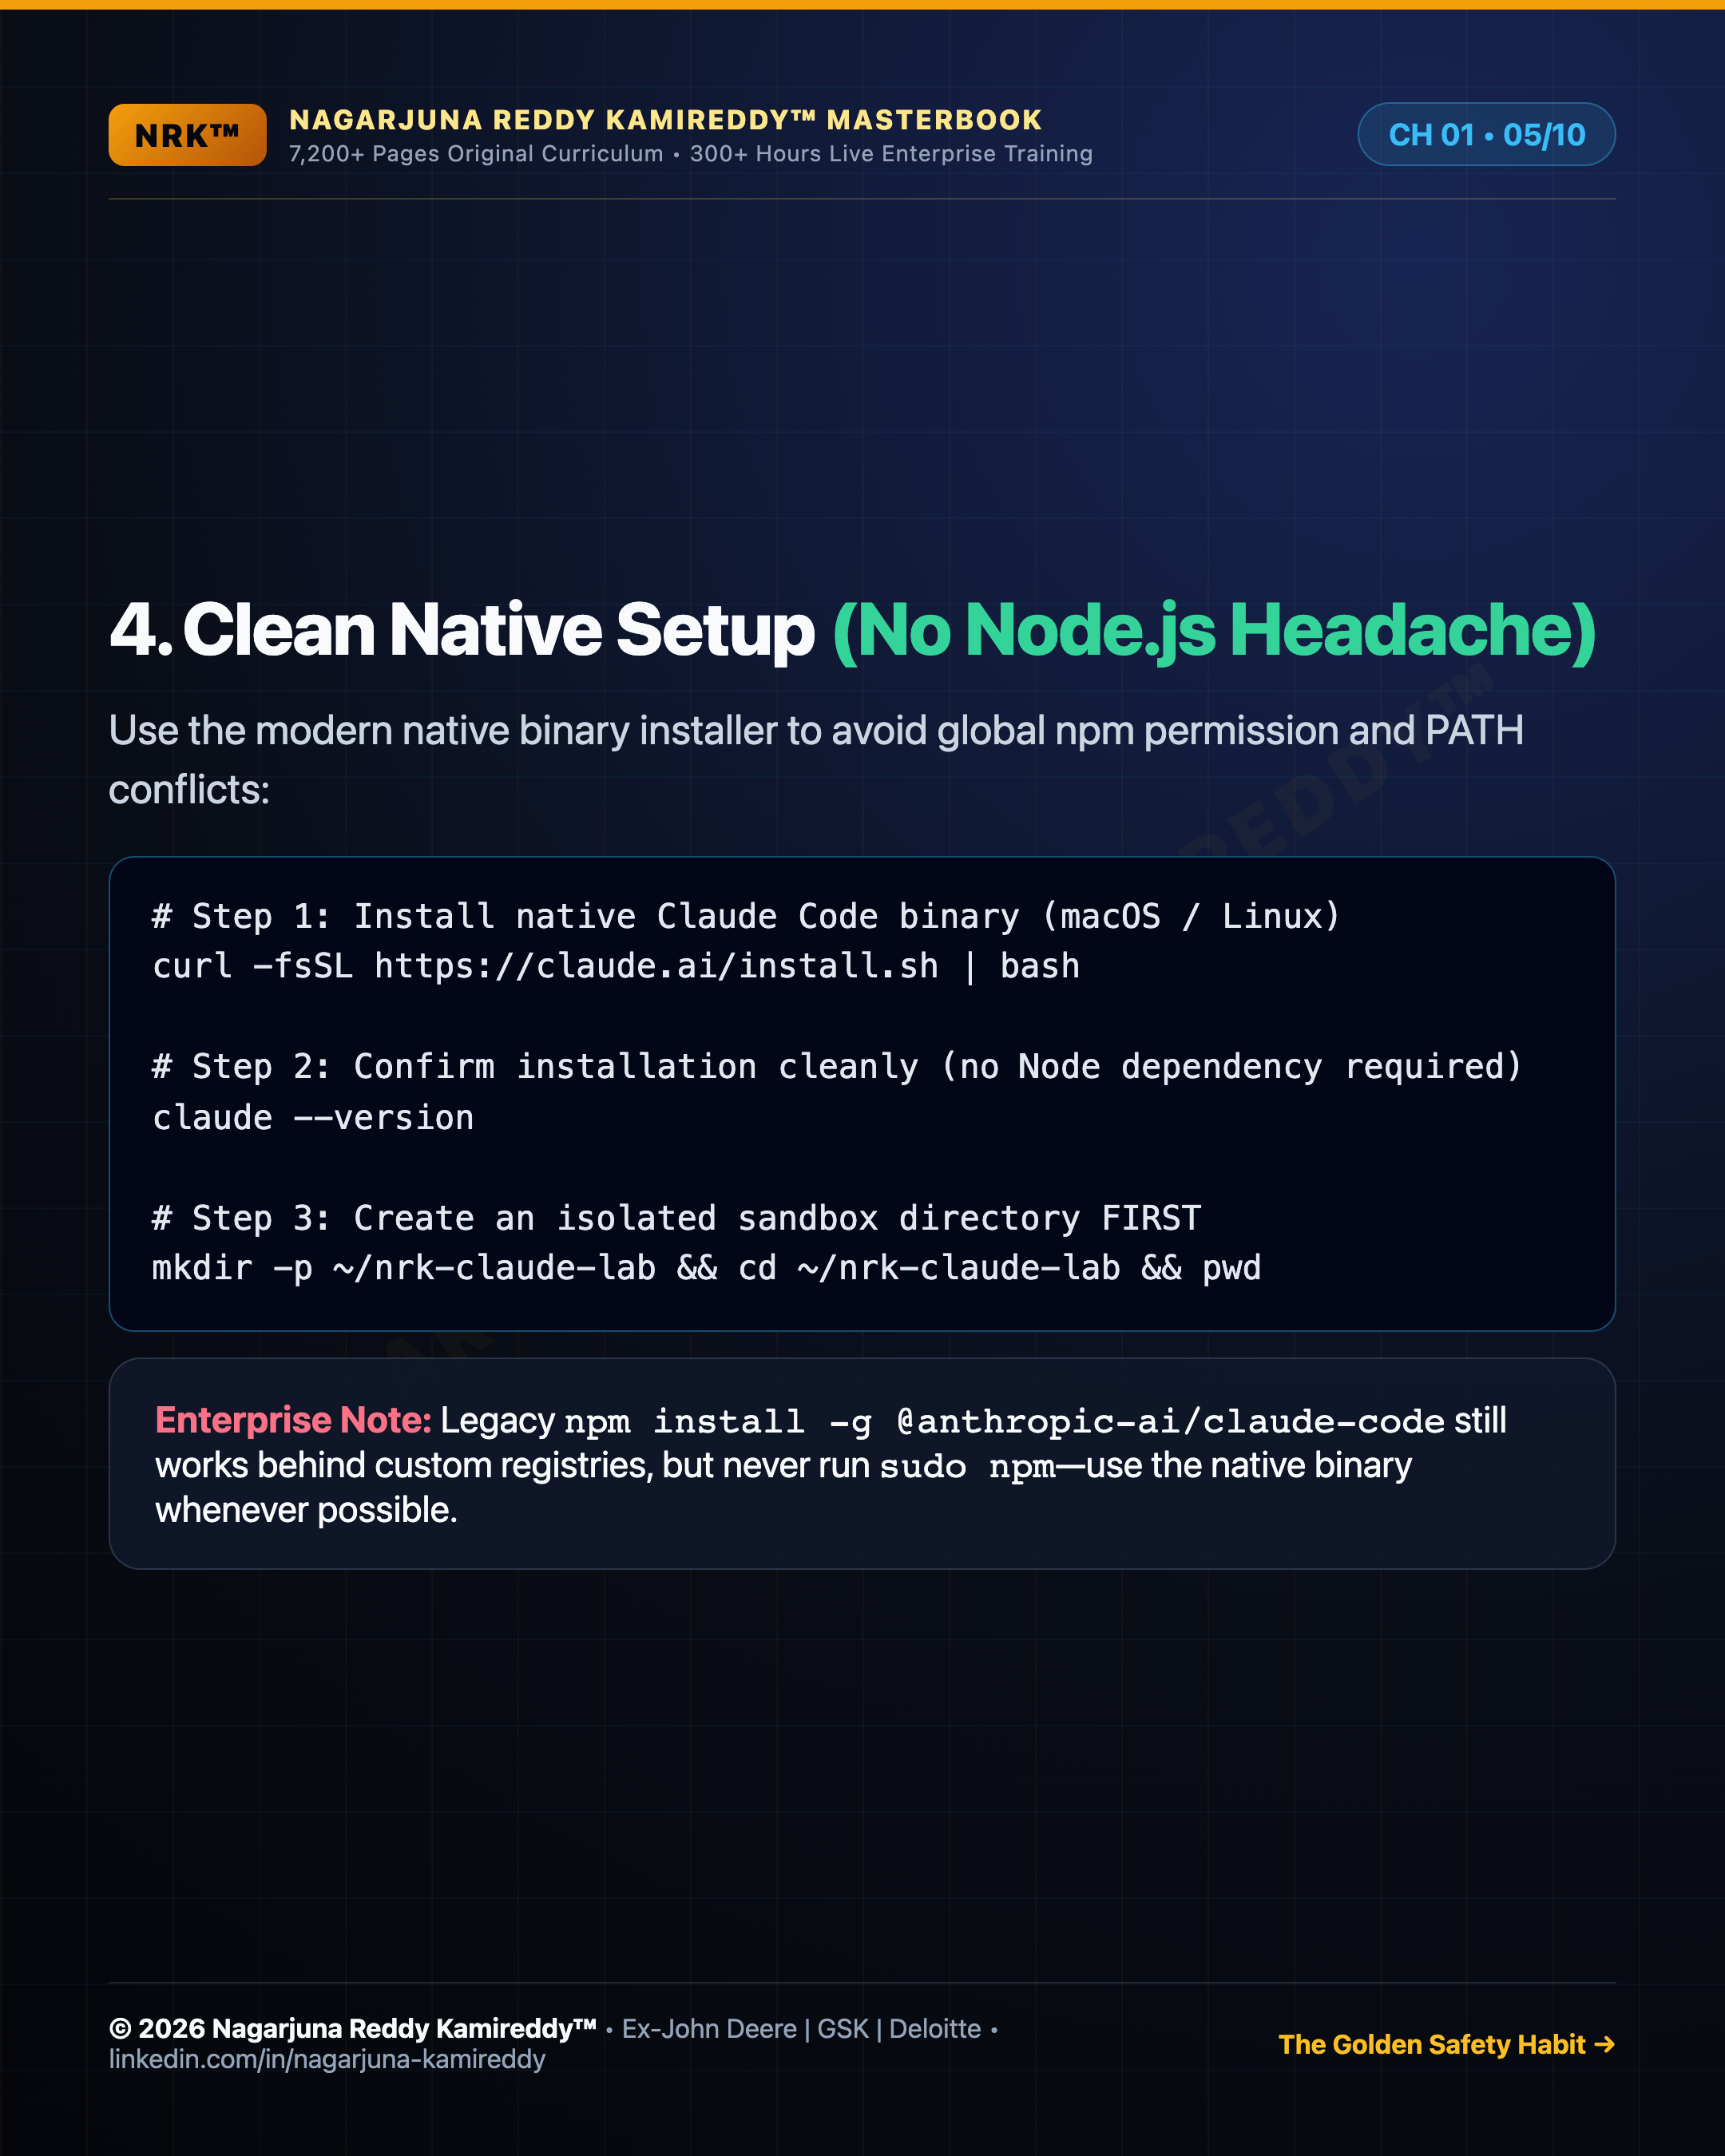 NRK™
NAGARJUNA REDDY KAMIREDDY™ MASTERBOOK
7,200+ Pages Original Curriculum • 300+ Hours Live Enterprise Training
CH 01 • 05/10
4. Clean Native Setup (No Node.js Headache)
Use the modern native binary installer to avoid global npm permission and PATH
conflicts:
# Step 1: Install native Claude Code binary (macOS / Linux)
curl -fsSL https://claude.ai/install.sh | bash
# Step 2: Confirm installation cleanly (no Node dependency required)
claude --version
# Step 3: Create an isolated sandbox directory FIRST
mkdir -p ~/nrk-claude-lab && cd ~/nrk-claude-lab && pwd
Enterprise Note: Legacy npm install -g @anthropic-ai/claude-code still
works behind custom registries, but never run sudo npm—use the native binary
whenever possible.
© 2026 Nagarjuna Reddy Kamireddy™ • Ex-John Deere | GSK | Deloitte •
linkedin.com/in/nagarjuna-kamireddy
The Golden Safety Habit →